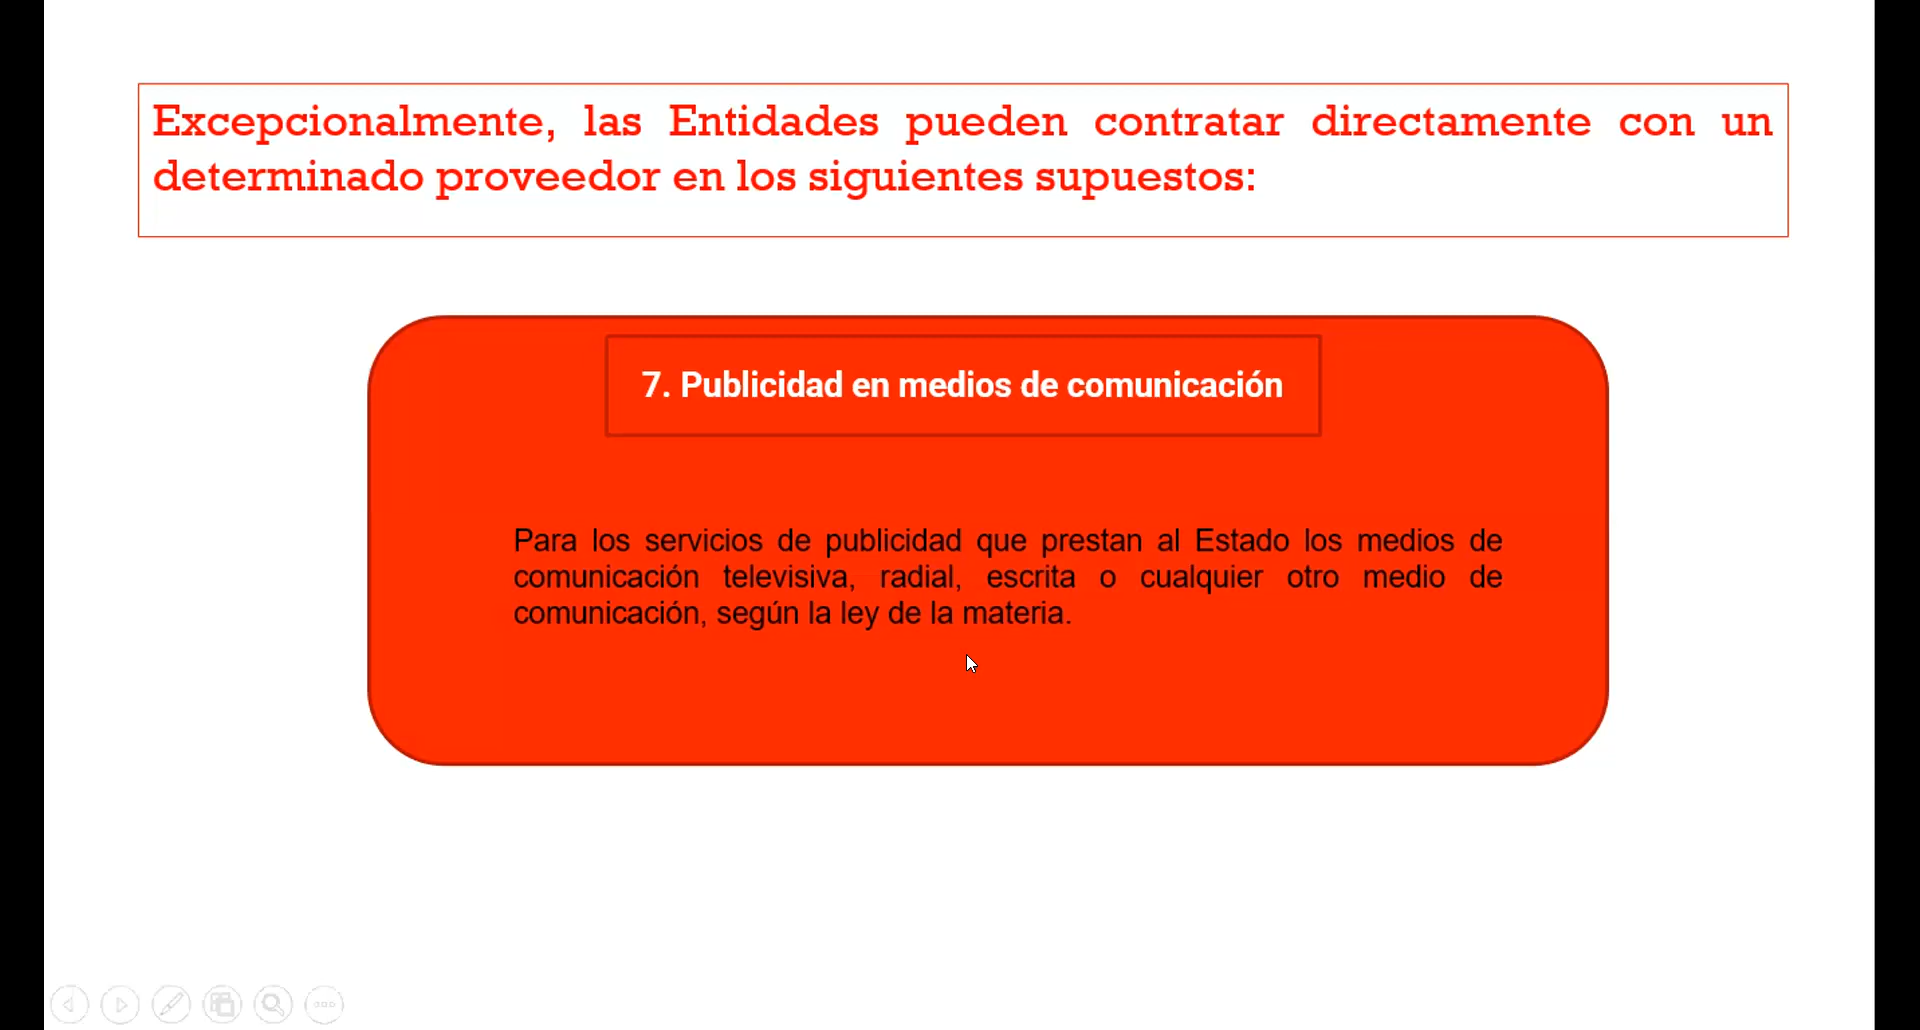 Excepcionalmente, las Entidades pueden contratar directamente con un
determinado proveedor en los siguientes supuestos:
7. Publicidad en medios de comunicación
Para los servicios de publicidad que prestan al Estado los medios de
comunicación televisiva, radial, escrita o cualquier otro medio de
comunicación, según la ley de la materia.